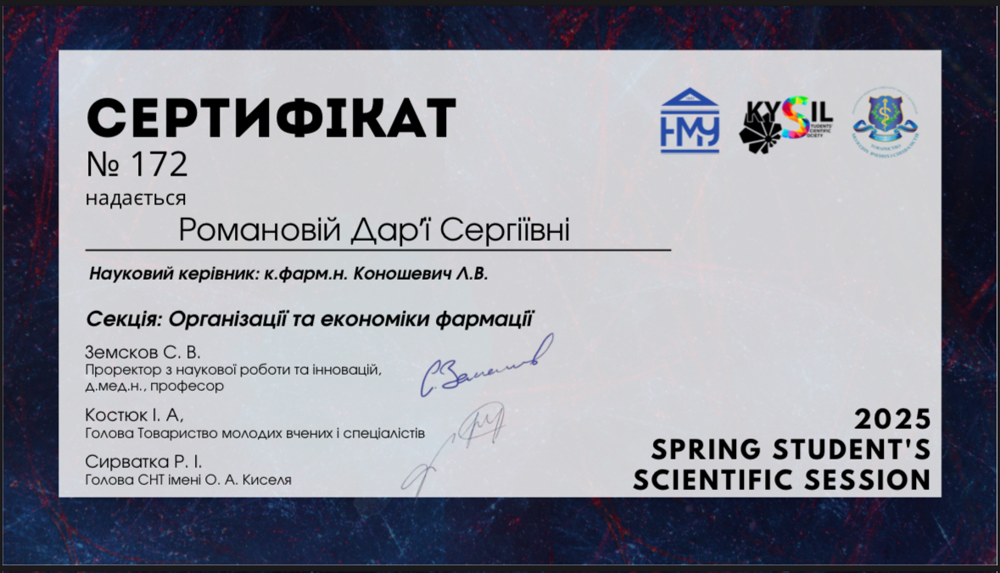 СЕРТИФІКАТ
№ 172
надається
Романовій Дар'ї Сергіївні
Науковий керівник: к.фарм.н. Коношевич Л.В.
Секція: Організації та економіки фармації
Земсков С. В.
Проректор з наукової роботи та інновацій,
д.мед.н., професор
Костюк І. А,
Голова Товариство молодих вчених і спеціалістів
Сирватка Р. І.
Голова СНТ імені О. А. Киселя
НМУ
KYSIL
STUDENTS'
SCIENTIFIC
SOCIETY
ТОВАРИСТВО
2025
SPRING STUDENT'S
SCIENTIFIC SESSION